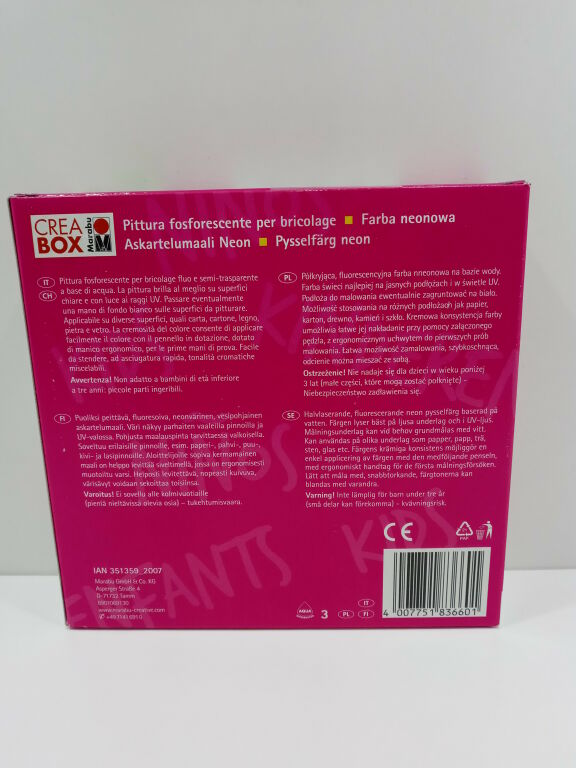 CREA
BOX
Marabu
M
Pittura fosforescente per bricolage ■ Farba neonowa
Askartelumaali Neon ■ Pysselfärg neon
IT
CH
Pittura fosforescente per bricolage fluo e semi-trasparente
a base di acqua. La pittura brilla al meglio su superfici
chiare e con luce ai raggi UV. Passare eventualmente
una mano di fondo bianco sulle superfici da pitturare.
Applicabile su diverse superfici, quali carta, cartone, legno,
pietra e vetro. La cremosità del colore consente di applicare
facilmente il colore con il pennello in dotazione, dotato
di manico ergonomico, per le prime mani di prova. Facile
da stendere, ad asciugatura rapida, tonalità cromatiche
miscelabili.
Avvertenza! Non adatto a bambini di età inferiore
a tre anni: piccole parti ingeribili.
PL
Półkryjąca, fluorescencyjna farba nneonowa na bazie wody.
Farba świeci najlepiej na jasnych podłożach i w świetle UV.
Podłoża do malowania ewentualnie zagruntować na biało.
Możliwość stosowania na różnych podłożach jak papier,
karton, drewno, kamień i szkło. Kremowa konsystencja farby
umożliwia łatwe jej nakładanie przy pomocy załączonego
pędzla, z ergonomicznym uchwytem do pierwszych prób
malowania. Łatwa możliwość zamalowania, szybkoschnąca,
odcienie można mieszać ze sobą.
Ostrzeżenie! Nie nadaje się dla dzieci w wieku poniżej
3 lat (małe części, które mogą zostać połknięte) -
Niebezpieczeństwo zadławienia się.
FI
Puoliksi peittävä, fluoresoiva, neonvärinen, vesipohjainen
askartelumaali. Väri näkyy parhaiten vaaleilla pinnoilla ja
UV-valossa. Pohjusta maalauspinta tarvittaessa valkoisella.
Soveituu erilaisille pinnoille, esim. paperi-, pahvi-, puu-,
kivi- ja lasipinnoille. Aloittelijoille sopiva kermamainen
maali on helppo levittää siveltimellä, jossa on ergonomisesti
muotoiltu varsi. Helposti levitettävä, nopeasti kuivuva,
värisävyt voidaan sekoittaa toisiinsa.
Varoitus! Ei sovellu alle kolmivuotiaille
(pieniä nieltävissä olevia osia) – tukehtumisvaara.
SE
Halvlaserande, fluorescerande neon pysselfärg baserad på
vatten. Färgen lyser bäst på ljusa underlag och i UV-ljus.
Målningsunderlag kan vid behov grundmålas med vitt.
Kan användas på olika underlag som papper, papp, trä,
sten, glas etc. Färgens krämiga konsistens möjliggör en
enkel applicering av färgen med den medföljande penseln,
med ergonomiskt handtag för de första målningsförsöken.
Lätt att måla med, snabb torkande, färgtonerna kan
blandas med varandra.
Varning! Inte lämplig för barn under tre år
(små delar kan förekomma) - kvävningsrisk.
CE
PAP
IAN 351359_2007
Marabu GmbH & Co. KG
Asperger Straße 4
D-71732 Tamm
www.marabu-creative.com
AQUA
3
IT
PL
FI
4 007751 836601
ENFANTS
KIDS